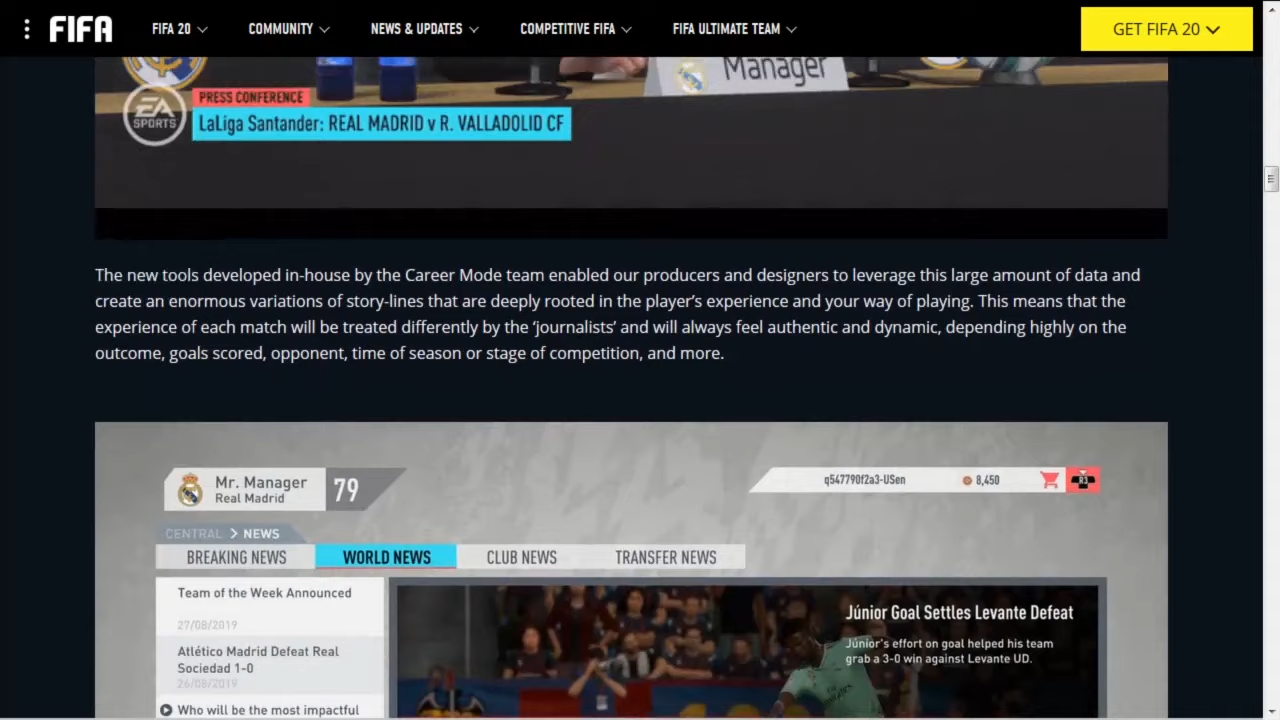 FIFA
FIFA 20
COMMUNITY
NEWS & UPDATES
COMPETITIVE FIFA
FIFA ULTIMATE TEAM
GET FIFA 20
Manager
EA
SPORTS
PRESS CONFERENCE
LaLiga Santander: REAL MADRID v R. VALLADOLID CF
The new tools developed in-house by the Career Mode team enabled our producers and designers to leverage this large amount of data and
create an enormous variations of story-lines that are deeply rooted in the player’s experience and your way of playing. This means that the
experience of each match will be treated differently by the ‘journalists’ and will always feel authentic and dynamic, depending highly on the
outcome, goals scored, opponent, time of season or stage of competition, and more.
Mr. Manager
Real Madrid
79
q547790f2a3-USen
8,450
R3
CENTRAL > NEWS
BREAKING NEWS
WORLD NEWS
CLUB NEWS
TRANSFER NEWS
Team of the Week Announced
27/08/2019
Atlético Madrid Defeat Real
Sociedad 1-0
26/08/2019
Who will be the most impactful
Júnior Goal Settles Levante Defeat
Júnior's effort on goal helped his team
grab a 3-0 win against Levante UD.